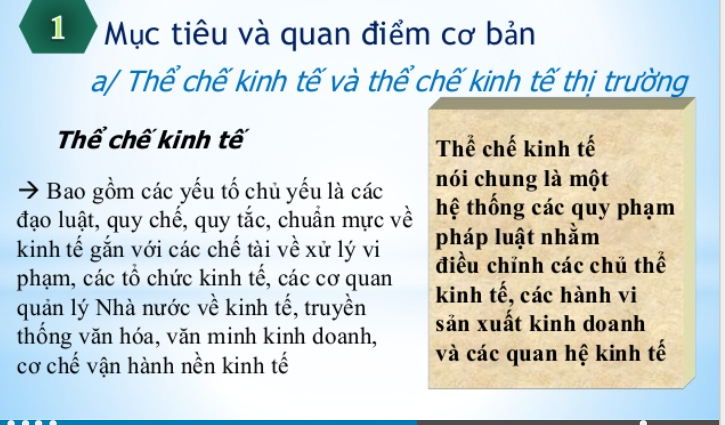 1
Mục tiêu và quan điểm cơ bản
a/ Thể chế kinh tế và thể chế kinh tế thị trường
Thể chế kinh tế
→ Bao gồm các yếu tố chủ yếu là các
đạo luật, quy chế, quy tắc, chuẩn mực về
kinh tế gắn với các chế tài về xử lý vi
phạm, các tổ chức kinh tế, các cơ quan
quản lý Nhà nước về kinh tế, truyền
thống văn hóa, văn minh kinh doanh,
cơ chế vận hành nền kinh tế
Thể chế kinh tế
nói chung là một
hệ thống các quy phạm
pháp luật nhằm
điều chỉnh các chủ thể
kinh tế, các hành vi
sản xuất kinh doanh
và các quan hệ kinh tế